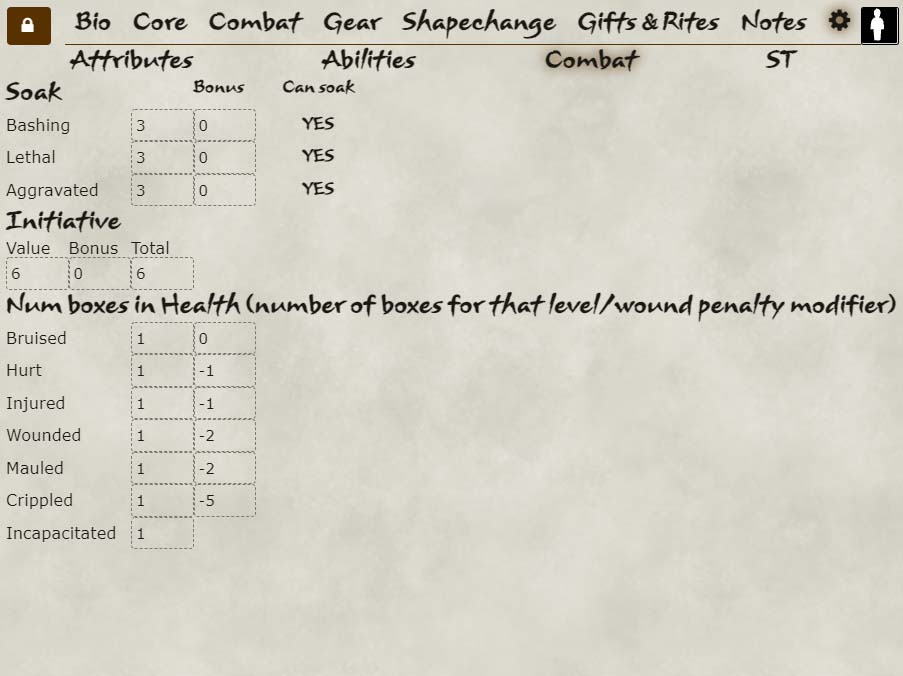 Bio Core Combat Gear Shapechange Gifts & Rites Notes
Attributes Abilities Combat ST
Soak Bonus Can soak
Bashing 3 0 YES
Lethal 3 0 YES
Aggravated 3 0 YES
Initiative
Value Bonus Total
6 0 6
Num boxes in Health (number of boxes for that level/wound penalty modifier)
Bruised 1 0
Hurt 1 -1
Injured 1 -1
Wounded 1 -2
Mauled 1 -2
Crippled 1 -5
Incapacitated 1